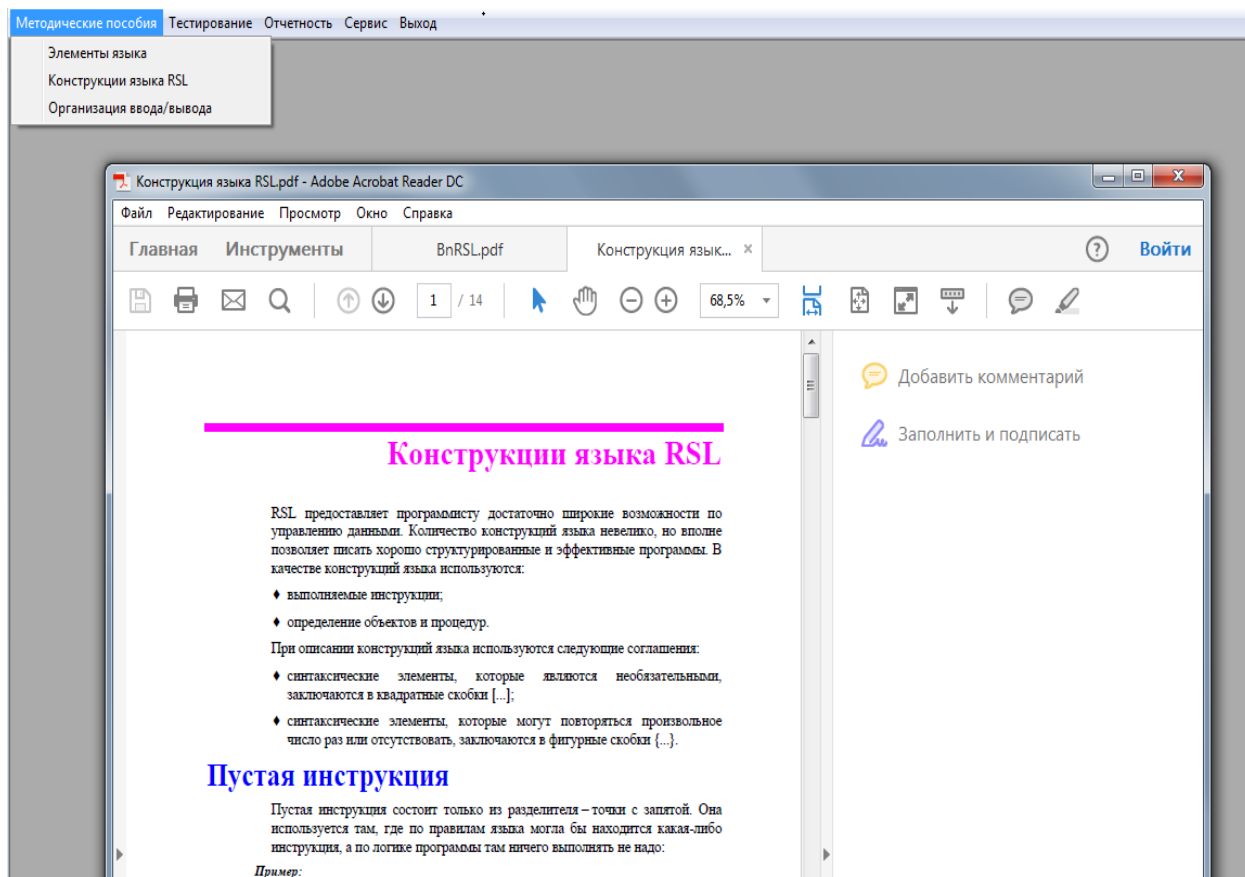 Методические пособия Тестирование Отчетность Сервис Выход
Элементы языка
Конструкции языка RSL
Организация ввода/вывода
Конструкция языка RSL.pdf - Adobe Acrobat Reader DC
Файл Редактирование Просмотр Окно Справка
Главная Инструменты BnRSL.pdf Конструкция язык... × ? Войти
1 / 14 68,5%
Добавить комментарий
Заполнить и подписать
Конструкции языка RSL
RSL предоставляет программисту достаточно широкие возможности по
управлению данными. Количество конструкций языка невелико, но вполне
позволяет писать хорошо структурированные и эффективные программы. В
качестве конструкций языка используются:
♦ выполняемые инструкции;
♦ определение объектов и процедур.
При описании конструкций языка используются следующие соглашения:
♦ синтаксические элементы, которые являются необязательными,
заключаются в квадратные скобки [...];
♦ синтаксические элементы, которые могут повторяться произвольное
число раз или отсутствовать, заключаются в фигурные скобки {...}.
Пустая инструкция
Пустая инструкция состоит только из разделителя – точки с запятой. Она
используется там, где по правилам языка могла бы находится какая-либо
инструкция, а по логике программы там ничего выполнять не надо:
Пример: